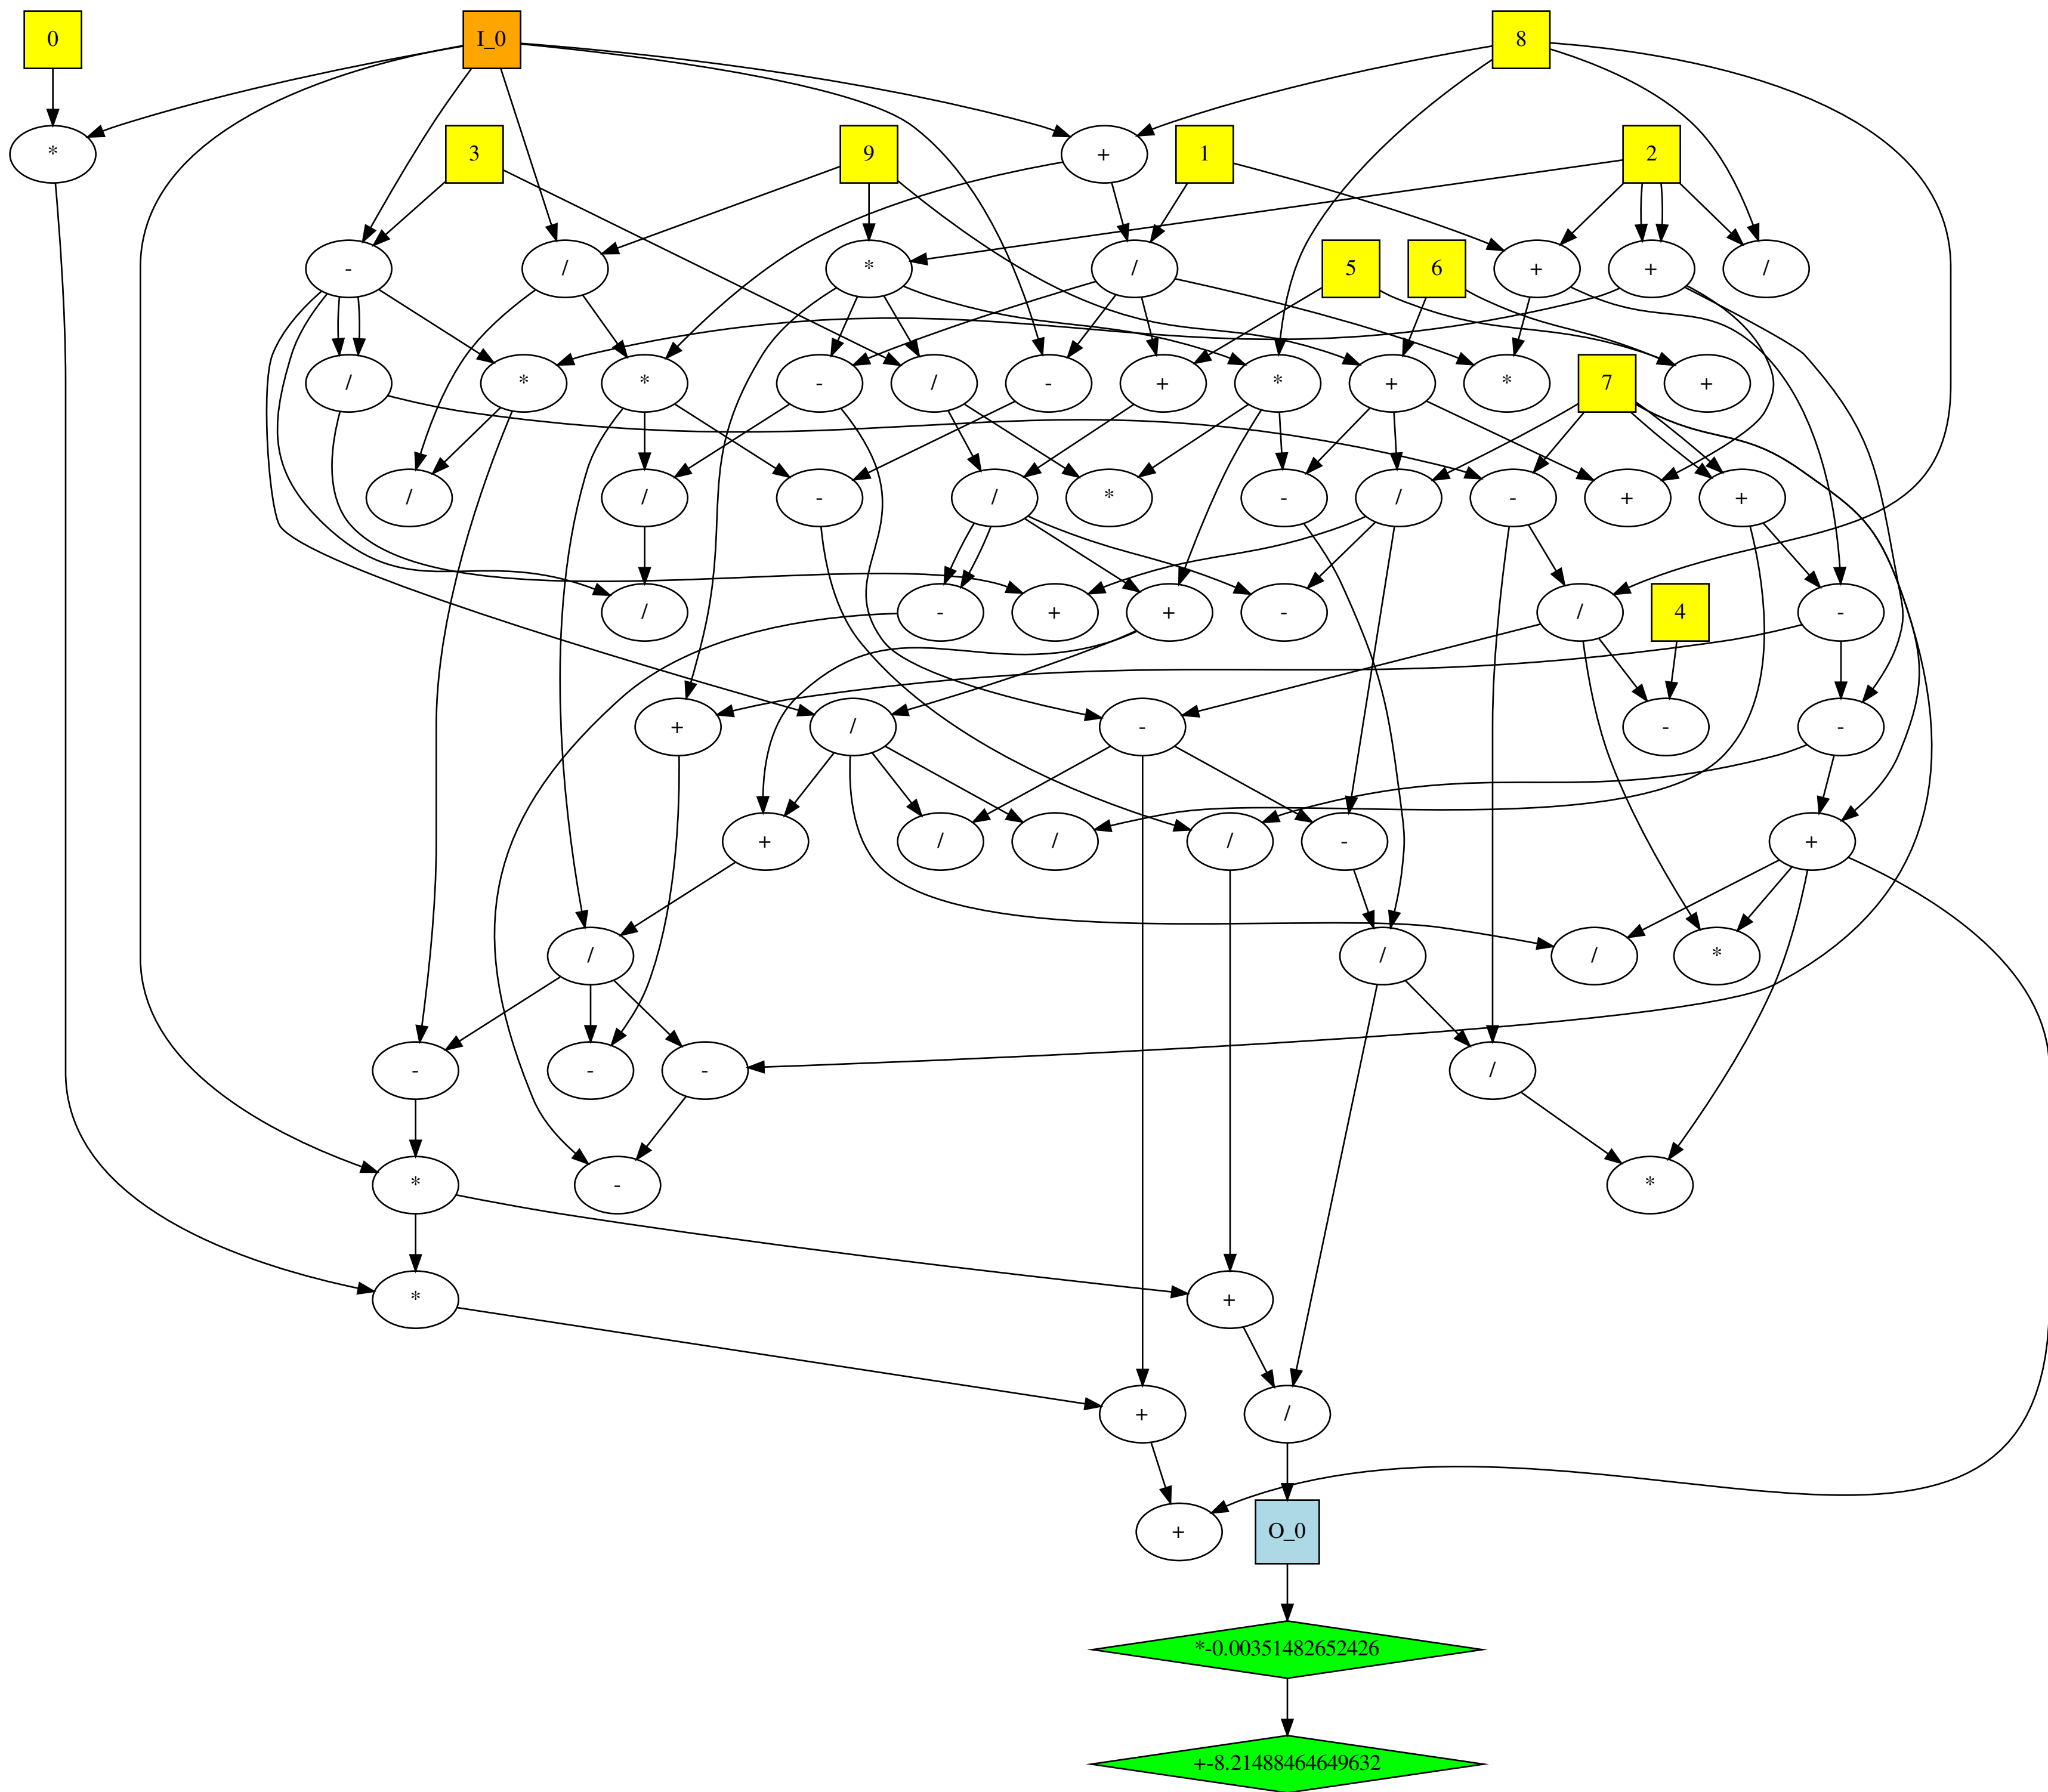 0 I_0 8
* 3 9 + 1 2
- / * / 5 6 + + /
/ * * - / - + * + * 7 +
/ / - / * - / - + +
/ - + + - / 4 -
+ / - - -
+ / / / - +
/ / / *
- - - /
* - *
* +
+ /
+ O_0
*-0.00351482652426
+-8.21488464649632